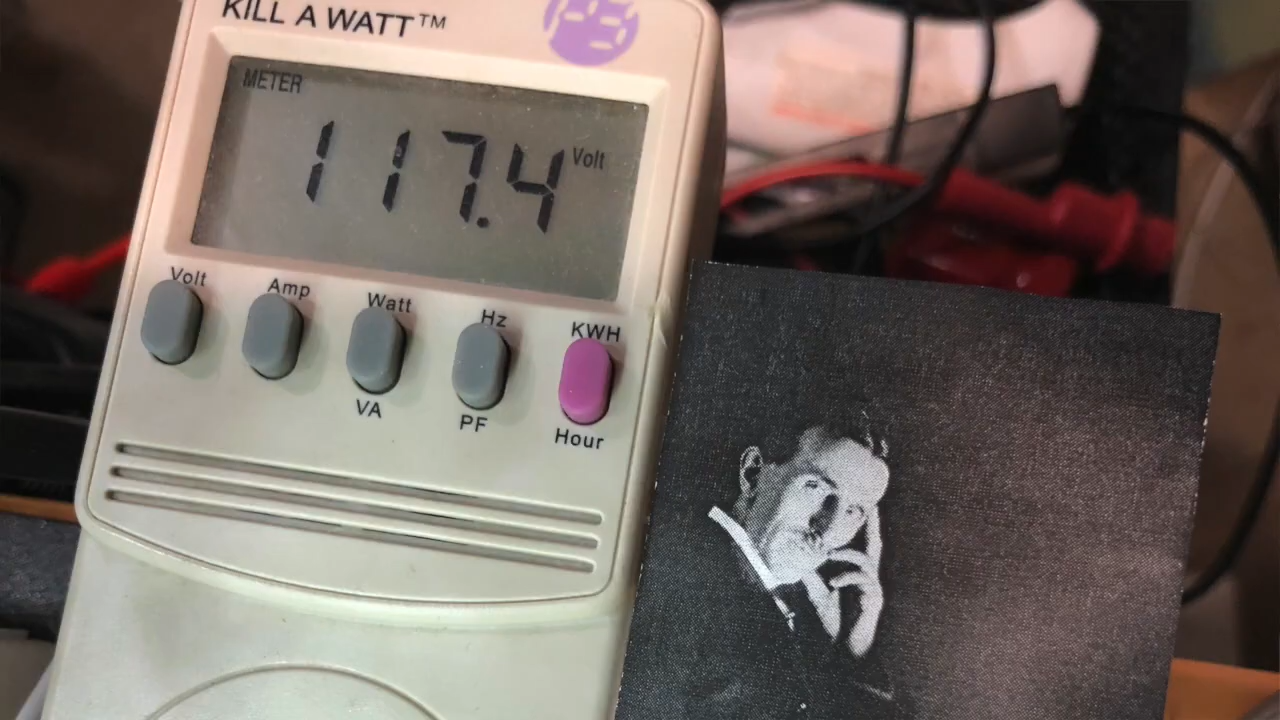 KILL A WATT™
METER
117.4 Volt
Volt Amp Watt Hz KWH
VA PF Hour